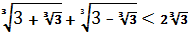 ∛(3 + ∛3) + ∛(3 − ∛3) < 2∛3